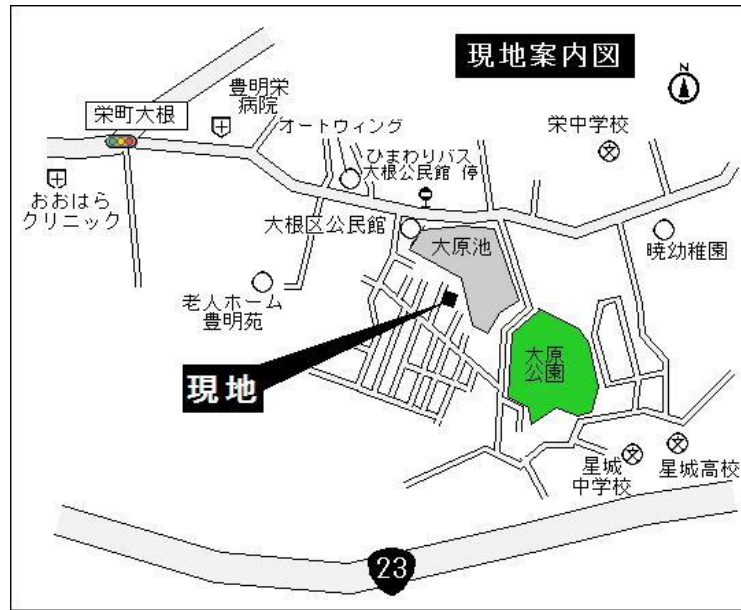 現地案内図
N
豊明栄
病院
栄町大根
オートウィング
栄中学校
ひまわりバス
大根公民館 停
おおはら
クリニック
大根区公民館
大原池
暁幼稚園
老人ホーム
豊明苑
現地
大原
公園
星城
中学校
星城高校
23